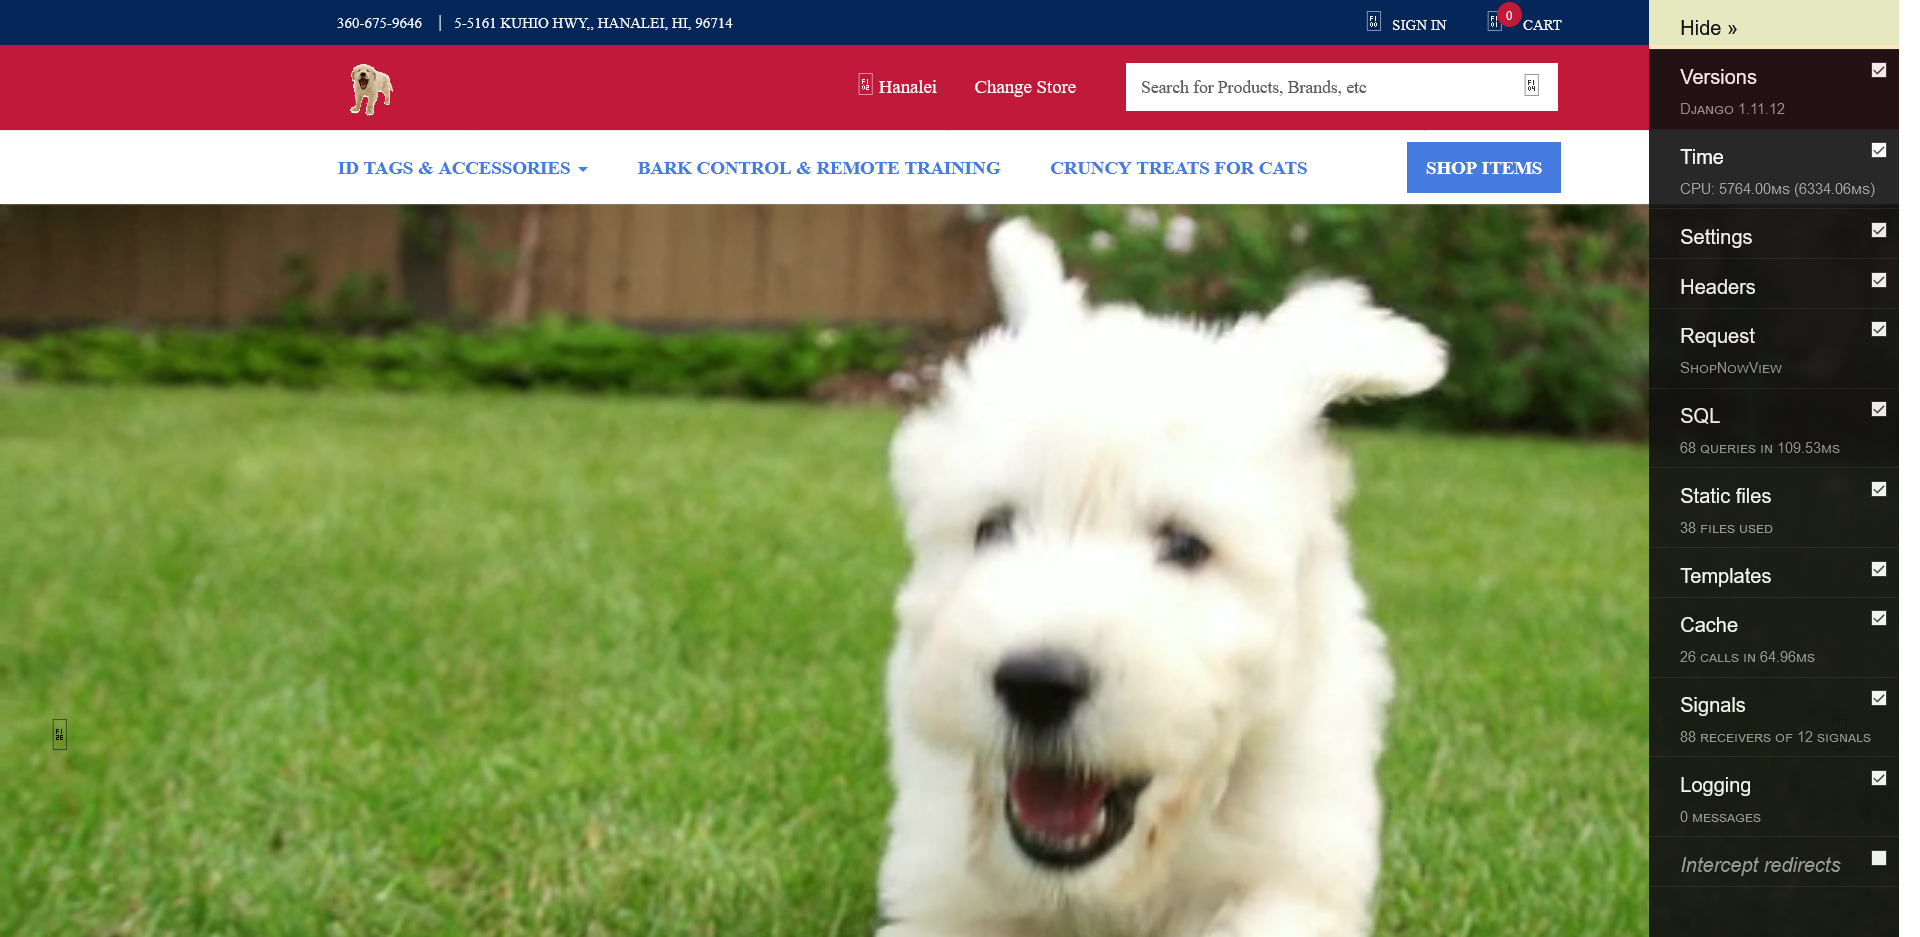 360-675-9646 | 5-5161 KUHIO HWY,, HANALEI, HI, 96714
SIGN IN
0
CART
Hanalei
Change Store
Search for Products, Brands, etc
ID TAGS & ACCESSORIES
BARK CONTROL & REMOTE TRAINING
CRUNCY TREATS FOR CATS
SHOP ITEMS
Hide »
Versions
DJANGO 1.11.12
Time
CPU: 5764.00MS (6334.06MS)
Settings
Headers
Request
SHOPNOWVIEW
SQL
68 QUERIES IN 109.53MS
Static files
38 FILES USED
Templates
Cache
26 CALLS IN 64.96MS
Signals
88 RECEIVERS OF 12 SIGNALS
Logging
0 MESSAGES
Intercept redirects